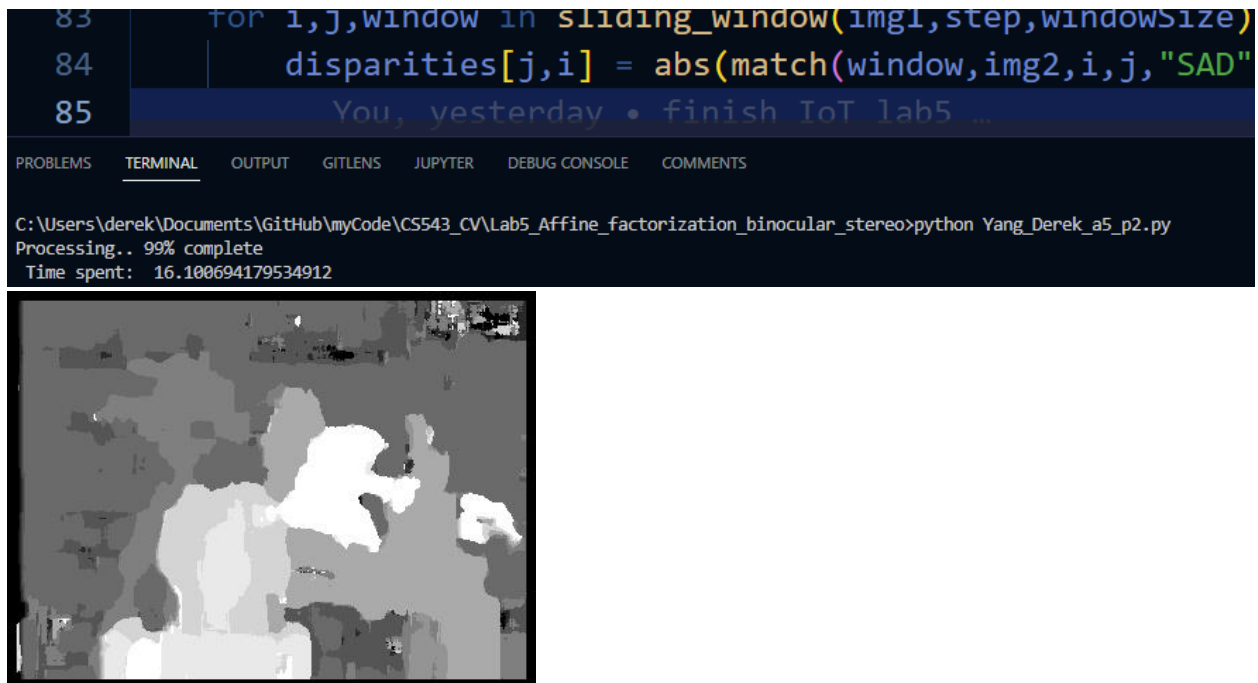 83 for i,j,window in sliding_window(img1,step,windowSize)
84 disparities[j,i] = abs(match(window,img2,i,j,"SAD"
85 You, yesterday • finish IoT lab5 …
PROBLEMS TERMINAL OUTPUT GITLENS JUPYTER DEBUG CONSOLE COMMENTS
C:\Users\derek\Documents\GitHub\myCode\CS543_CV\Lab5_Affine_factorization_binocular_stereo>python Yang_Derek_a5_p2.py
Processing.. 99% complete
Time spent: 16.100694179534912